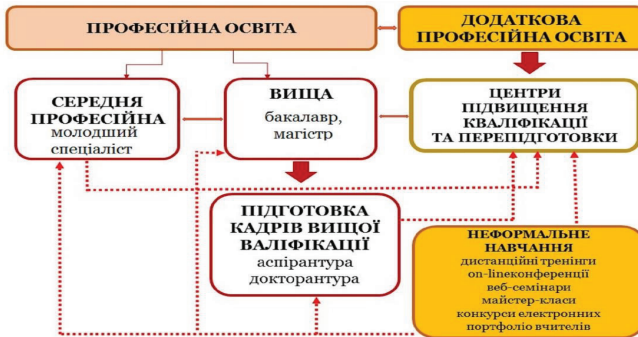 ПРОФЕСІЙНА ОСВІТА
ДОДАТКОВА
ПРОФЕСІЙНА ОСВІТА
СЕРЕДНЯ
ПРОФЕСІЙНА
молодший
спеціаліст
ВИЩА
бакалавр,
магістр
ЦЕНТРИ
ПІДВИЩЕННЯ
КВАЛІФІКАЦІЇ
ТА ПЕРЕПІДГОТОВКИ
ПІДГОТОВКА
КАДРІВ ВИЩОЇ
ВАЛІФІКАЦІЇ
аспірантура
докторантура
НЕФОРМАЛЬНЕ
НАВЧАННЯ
дистанційні тренінги
on-lineконференції
веб-семінари
майстер-класи
конкурси електронних
портфоліо вчителів